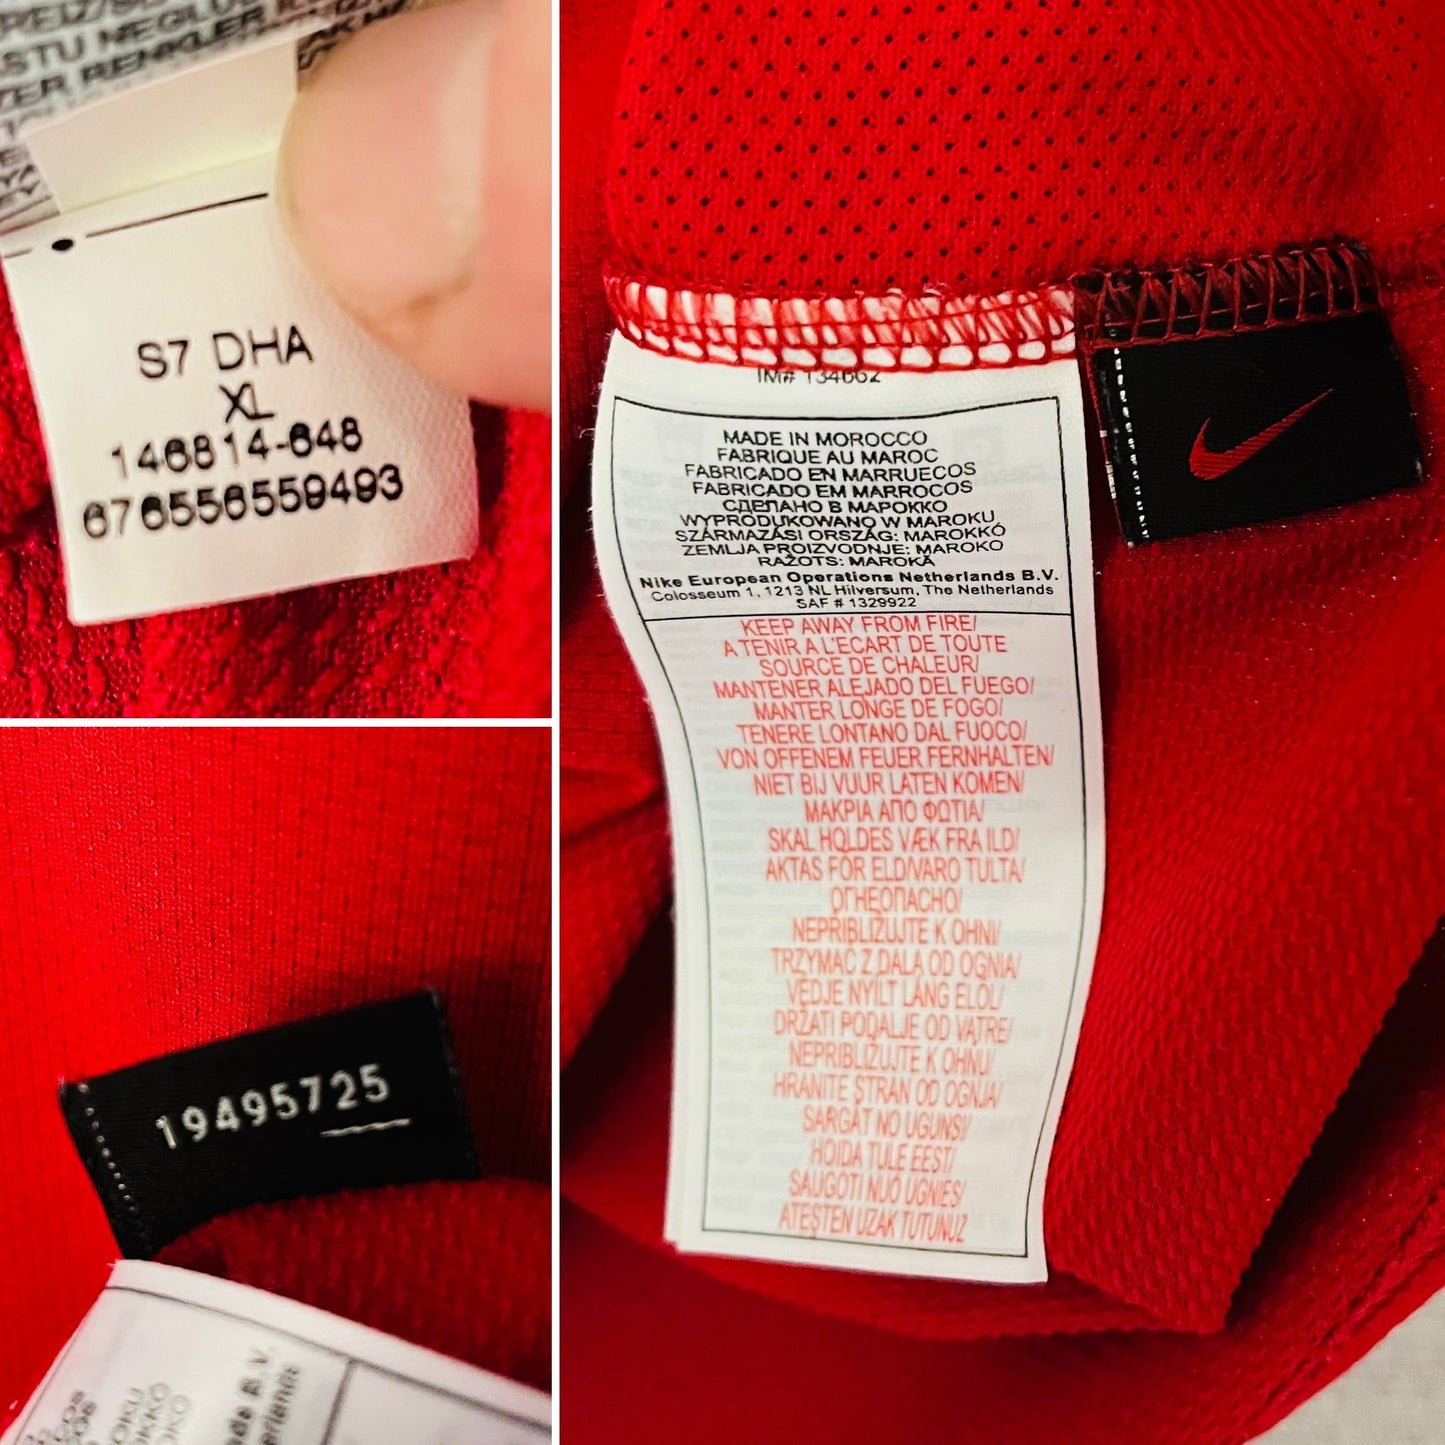 S7 DHA
XL
146814-648
676556559493
IM# 134662
MADE IN MOROCCO
FABRIQUE AU MAROC
FABRICADO EN MARRUECOS
FABRICADO EM MARROCOS
СДЕЛАНО В МАРОККО
WYPRODUKOWANO W MAROKU
SZÁRMAZÁSI ORSZÁG: MAROKKÓ
ZEMLJA PROIZVODNJE: MAROKO
RAŽOTS: MAROKĀ
Nike European Operations Netherlands B.V.
Colosseum 1, 1213 NL Hilversum, The Netherlands
SAF # 1329922
KEEP AWAY FROM FIRE/
A TENIR A L'ECART DE TOUTE
SOURCE DE CHALEUR/
MANTENER ALEJADO DEL FUEGO/
MANTER LONGE DE FOGO/
TENERE LONTANO DAL FUOCO/
VON OFFENEM FEUER FERNHALTEN/
NIET BIJ VUUR LATEN KOMEN/
ΜΑΚΡΙΑ ΑΠΟ ΦΩΤΙΑ/
SKAL HOLDES VÆK FRA ILD/
AKTAS FÖR ELD/VARO TULTA/
ОГНЕОПАСНО/
NEPŘIBLIŽUJTE K OHNI/
TRZYMAĆ Z DALA OD OGNIA/
VÉDJE NYÍLT LÁNG ELŐL/
DRŽATI PODALJE OD VATRE/
NEPRIBLIŽUJTE K OHNU/
HRANITE STRAN OD OGNJA/
SARGĀT NO UGUNS/
HOIDA TULE EEST/
SAUGOTI NUO UGNIES/
ATEŞTEN UZAK TUTUNUZ
19495725